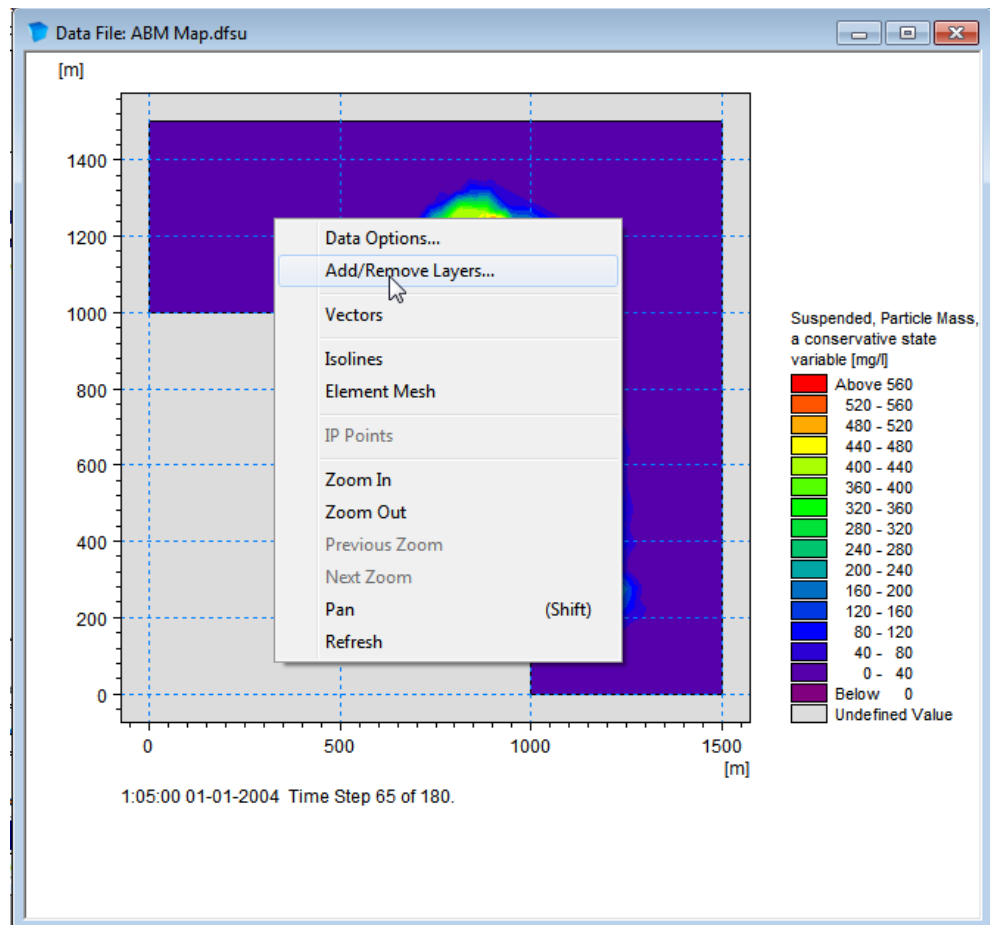 Data File: ABM Map.dfsu
[m]
1400
1200
1000
800
600
400
200
0
0 500 1000 1500
[m]
Data Options...
Add/Remove Layers...
Vectors
Isolines
Element Mesh
IP Points
Zoom In
Zoom Out
Previous Zoom
Next Zoom
Pan (Shift)
Refresh
Suspended, Particle Mass,
a conservative state
variable [mg/l]
Above 560
520 - 560
480 - 520
440 - 480
400 - 440
360 - 400
320 - 360
280 - 320
240 - 280
200 - 240
160 - 200
120 - 160
80 - 120
40 - 80
0 - 40
Below 0
Undefined Value
1:05:00 01-01-2004 Time Step 65 of 180.